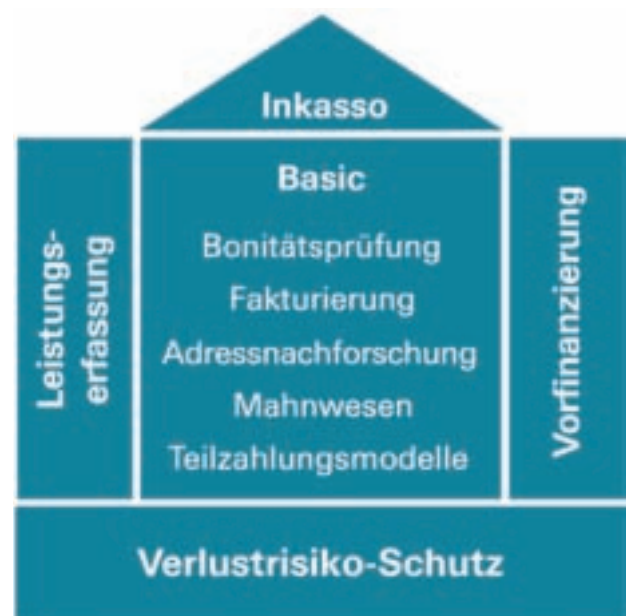 Inkasso
Leistungs-
erfassung
Basic
Bonitätsprüfung
Fakturierung
Adressnachforschung
Mahnwesen
Teilzahlungsmodelle
Vorfinanzierung
Verlustrisiko-Schutz